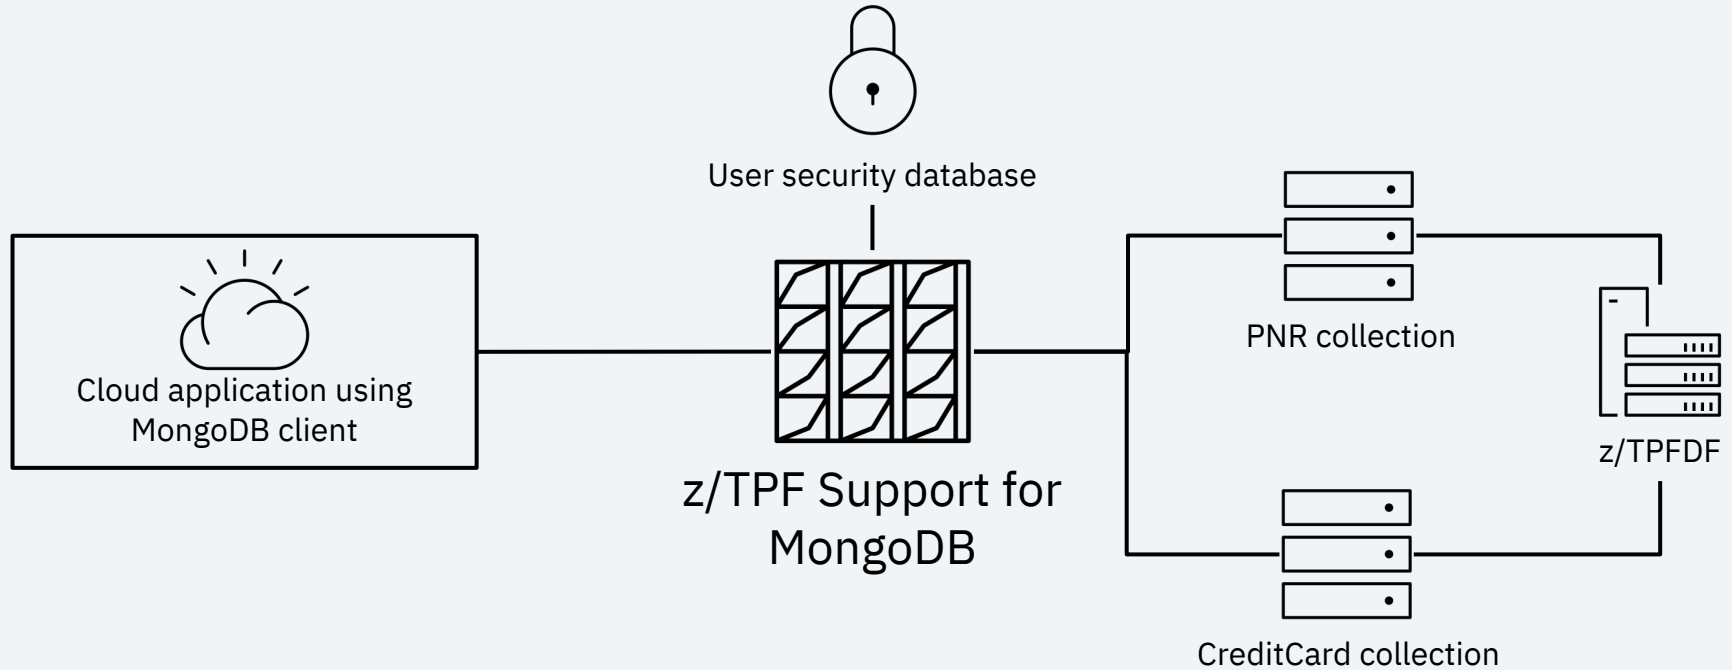 User security database
Cloud application using
MongoDB client
z/TPF Support for
MongoDB
PNR collection
z/TPFDF
CreditCard collection